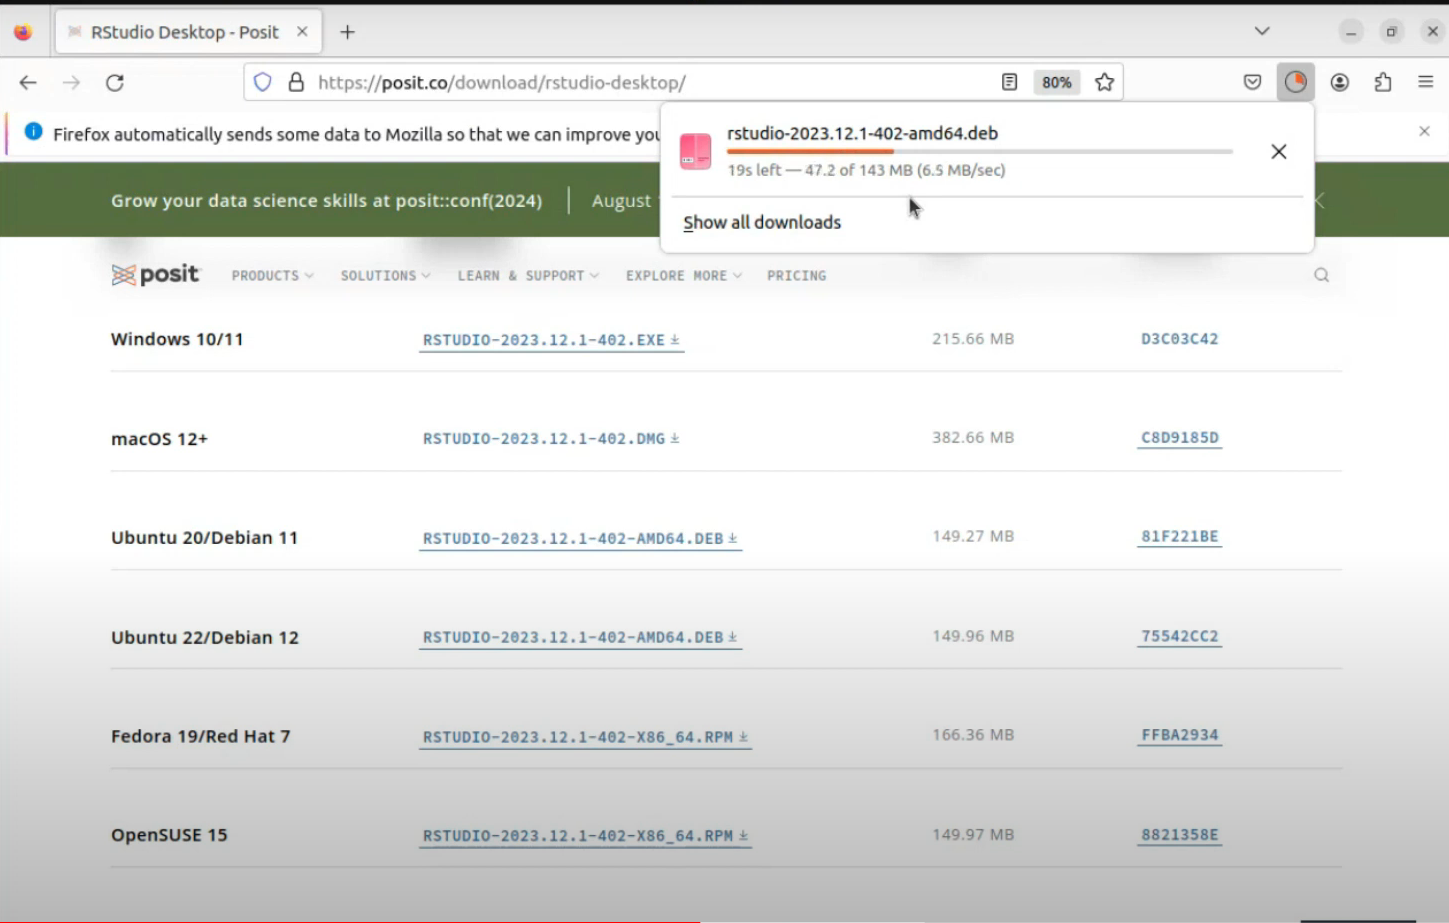 RStudio Desktop - Posit
https://posit.co/download/rstudio-desktop/
80%
Firefox automatically sends some data to Mozilla so that we can improve you
rstudio-2023.12.1-402-amd64.deb
19s left — 47.2 of 143 MB (6.5 MB/sec)
Show all downloads
Grow your data science skills at posit::conf(2024)
August
posit
PRODUCTS
SOLUTIONS
LEARN & SUPPORT
EXPLORE MORE
PRICING
Windows 10/11 RSTUDIO-2023.12.1-402.EXE 215.66 MB D3C03C42
macOS 12+ RSTUDIO-2023.12.1-402.DMG 382.66 MB C8D9185D
Ubuntu 20/Debian 11 RSTUDIO-2023.12.1-402-AMD64.DEB 149.27 MB 81F221BE
Ubuntu 22/Debian 12 RSTUDIO-2023.12.1-402-AMD64.DEB 149.96 MB 75542CC2
Fedora 19/Red Hat 7 RSTUDIO-2023.12.1-402-X86_64.RPM 166.36 MB FFBA2934
OpenSUSE 15 RSTUDIO-2023.12.1-402-X86_64.RPM 149.97 MB 8821358E